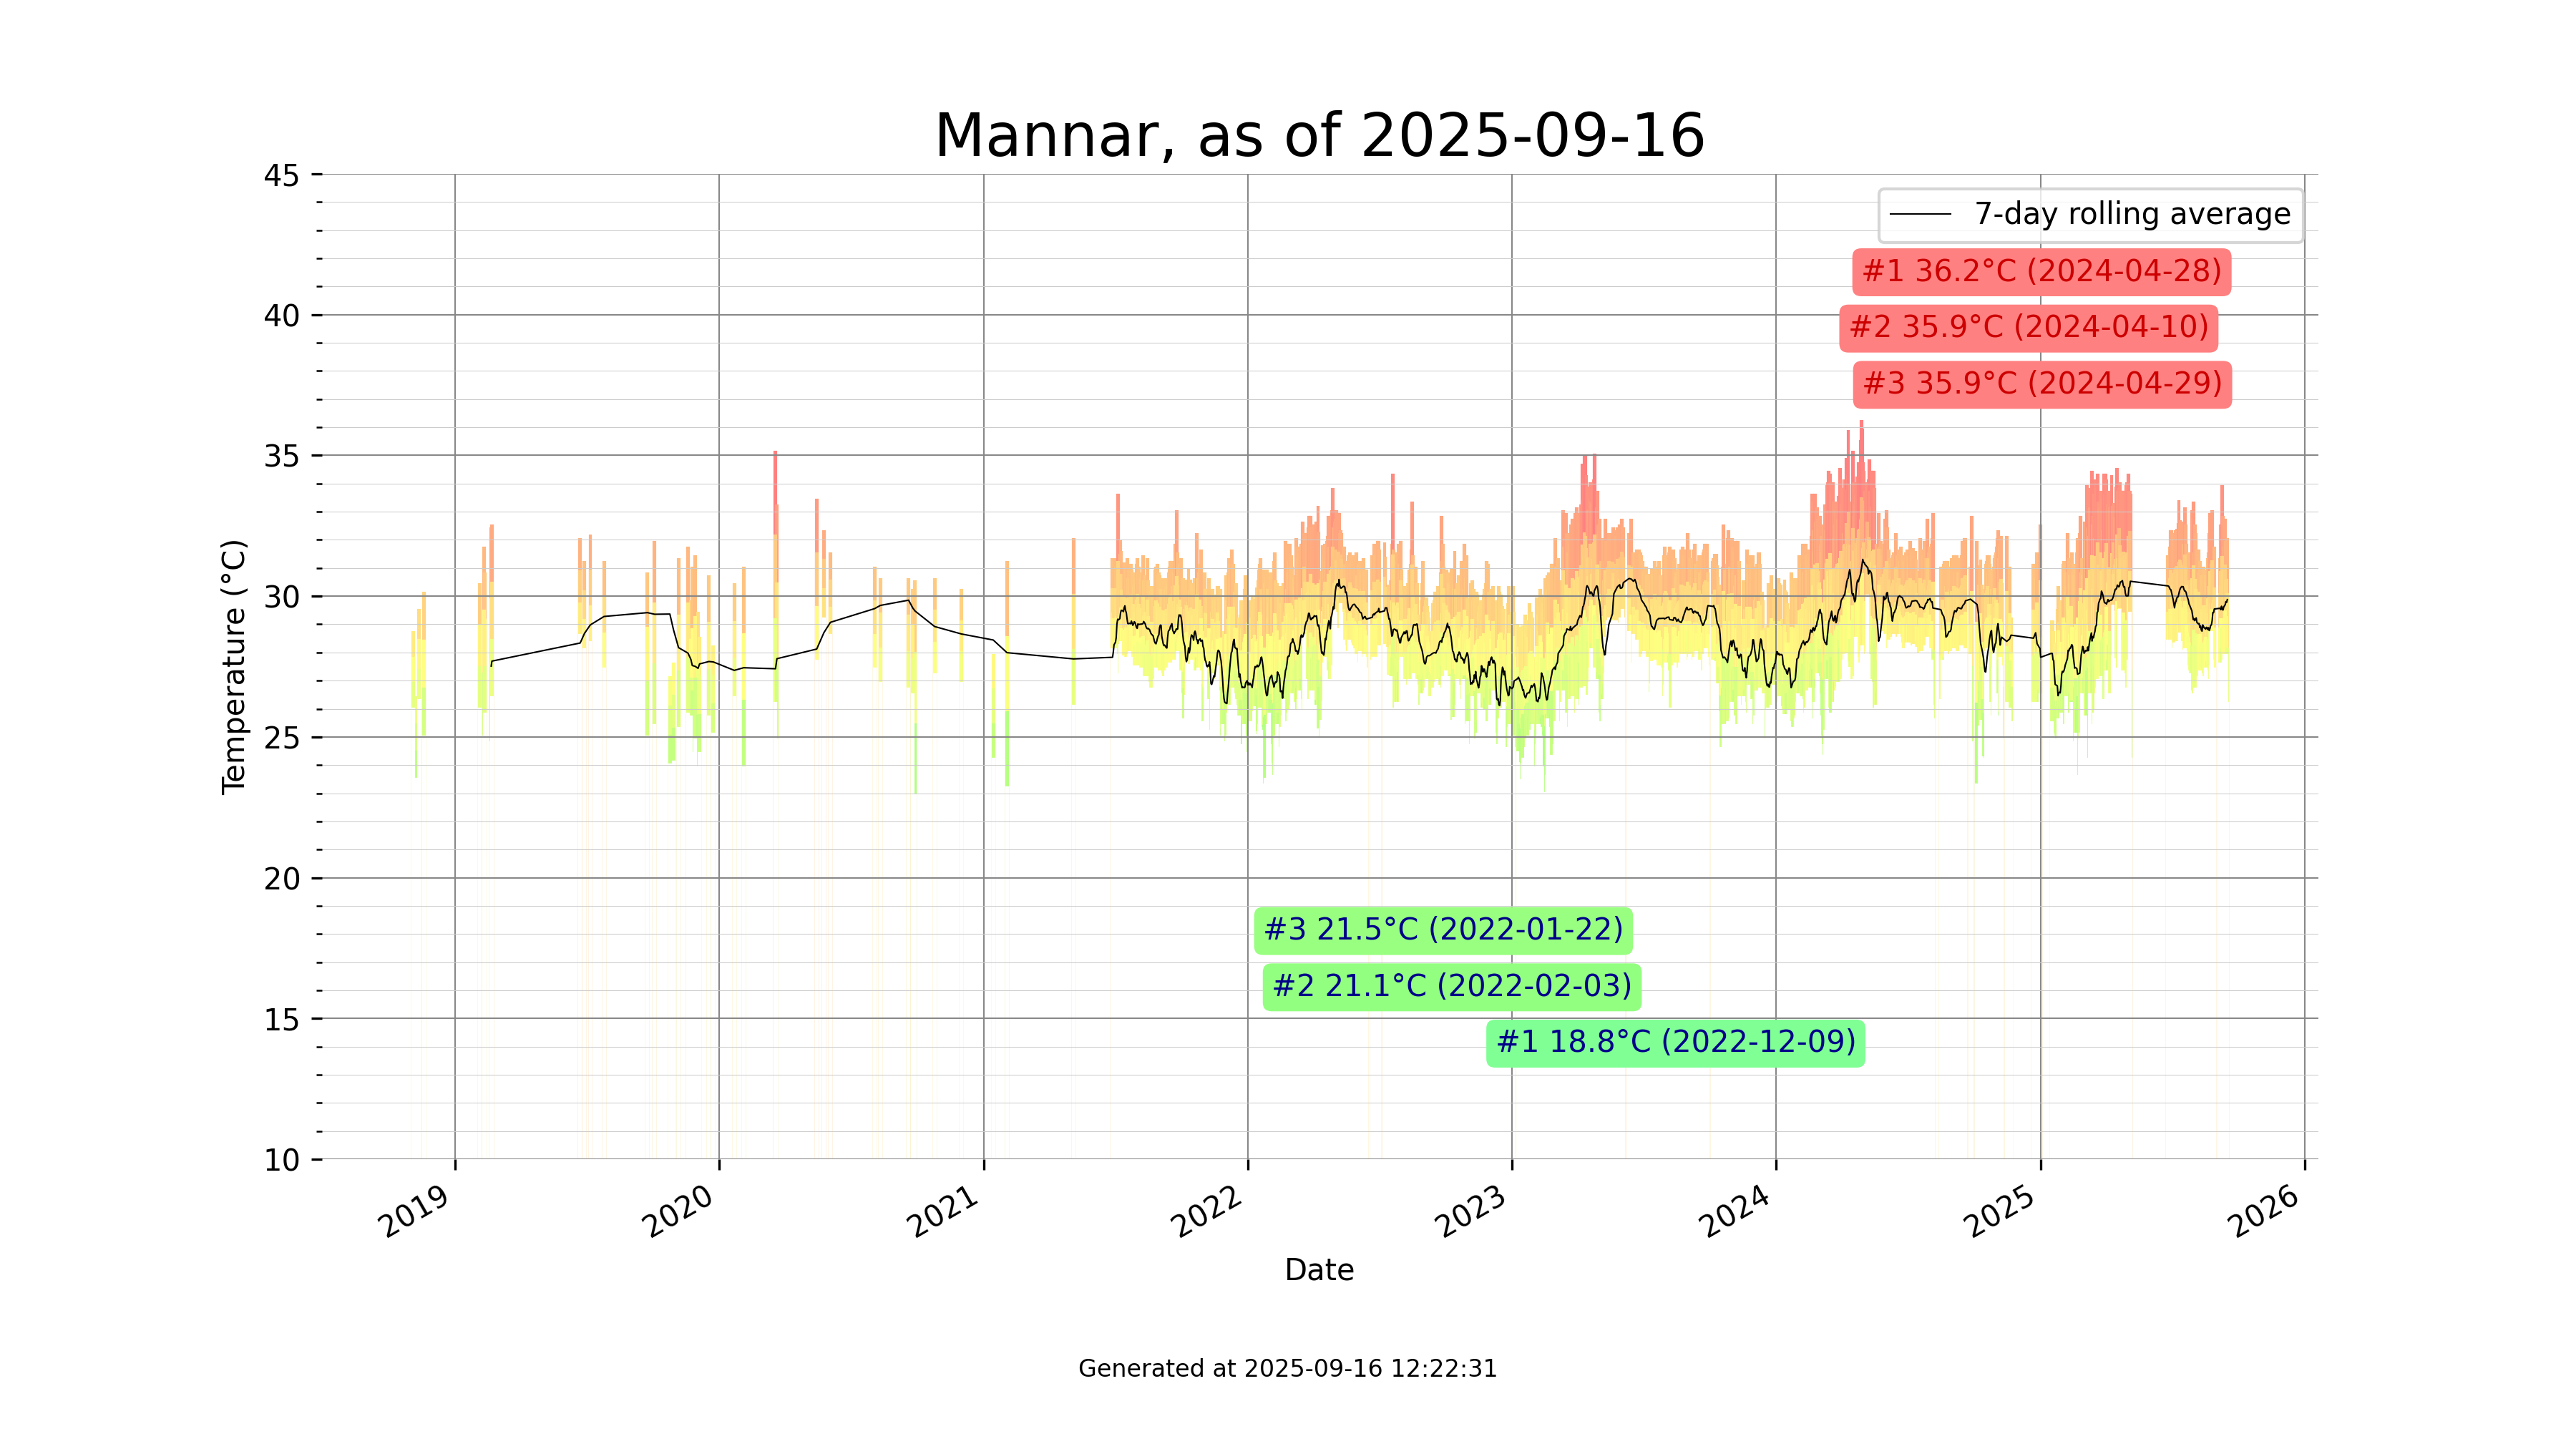 Mannar, as of 2025-09-16
45
40
35
30
25
20
15
10
Temperature (°C)
7-day rolling average
#1 36.2°C (2024-04-28)
#2 35.9°C (2024-04-10)
#3 35.9°C (2024-04-29)
#3 21.5°C (2022-01-22)
#2 21.1°C (2022-02-03)
#1 18.8°C (2022-12-09)
2019
2020
2021
2022
2023
2024
2025
2026
Date
Generated at 2025-09-16 12:22:31